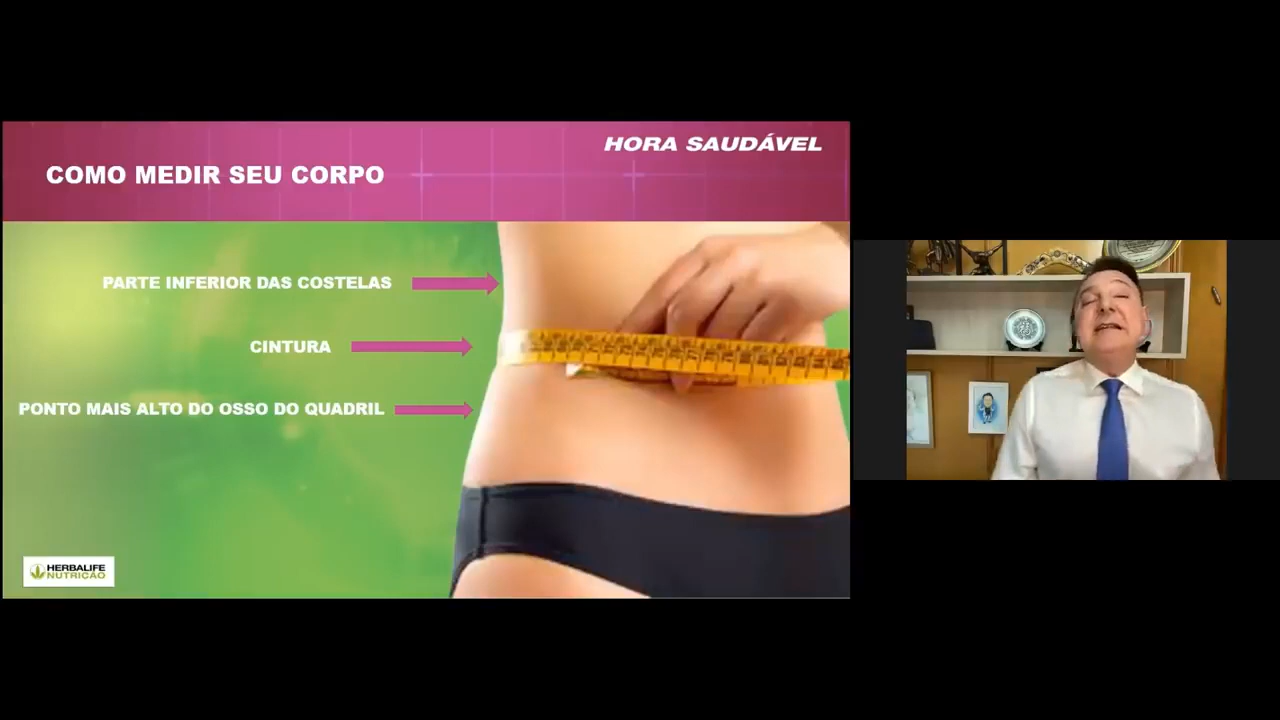 HORA SAUDÁVEL
COMO MEDIR SEU CORPO
PARTE INFERIOR DAS COSTELAS
CINTURA
PONTO MAIS ALTO DO OSSO DO QUADRIL
HERBALIFE
NUTRIÇÃO